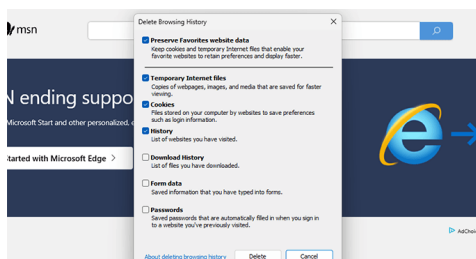 Delete Browsing History
msn
Preserve Favorites website data
Keep cookies and temporary Internet files that enable your
favorite websites to retain preferences and display faster.
Temporary Internet files
Copies of webpages, images, and media that are saved for faster
viewing.
N ending suppo
Cookies
Files stored on your computer by websites to save preferences
such as login information.
Microsoft Start and other personalized,
History
List of websites you have visited.
Started with Microsoft Edge >
Download History
List of files you have downloaded.
Form data
Saved information that you have typed into forms.
Passwords
Saved passwords that are automatically filled in when you sign in
to a website you've previously visited.
AdChoi
About deleting browsing history
Delete
Cancel